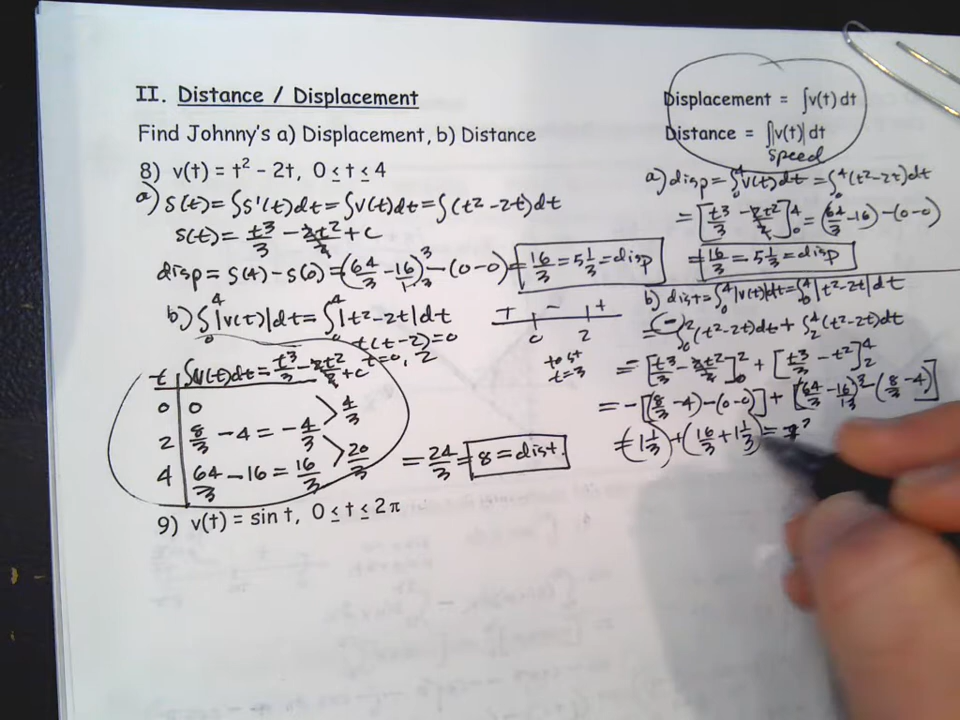 II. Distance / Displacement
Find Johnny's a) Displacement, b) Distance
8) v(t) = t² - 2t, 0 ≤ t ≤ 4
a) s(t) = ∫s'(t)dt = ∫v(t)dt = ∫(t² - 2t)dt
s(t) = t³/3 - 2t²/2 + c
disp = s(4) - s(0) = (64/3 - 16/1·3) - (0-0) = 16/3 = 5 1/3 = disp
b) ∫₀⁴|v(t)|dt = ∫₀⁴|t² - 2t|dt
t(t-2)=0
t=0, 2
t ∫v(t)dt = t³/3 - 2t²/2 + c
0 0
2 8/3 - 4 = -4/3
4 64/3 - 16 = 16/3
4/3
20/3
= 24/3 = 8 = dist.
+ - +
0 2
test
t=3
9) v(t) = sin t, 0 ≤ t ≤ 2π
Displacement = ∫v(t) dt
Distance = ∫|v(t)| dt
speed
a) disp = ∫₀⁴v(t)dt = ∫₀⁴(t²-2t)dt
= [t³/3 - 2t²/2]₀⁴ = (64/3 - 16) - (0-0)
= 16/3 = 5 1/3 = disp
b) dist = ∫₀⁴|v(t)|dt = ∫₀⁴|t²-2t|dt
= (-)∫₀²(t²-2t)dt + ∫₂⁴(t²-2t)dt
= [t³/3 - 2t²/2]₀² + [t³/3 - t²]₂⁴
= -[(8/3 - 4) - (0-0)] + [(64/3 - 16/1·3) - (8/3 - 4)]
-(-1 1/3) + (16/3 + 1 1/3) =